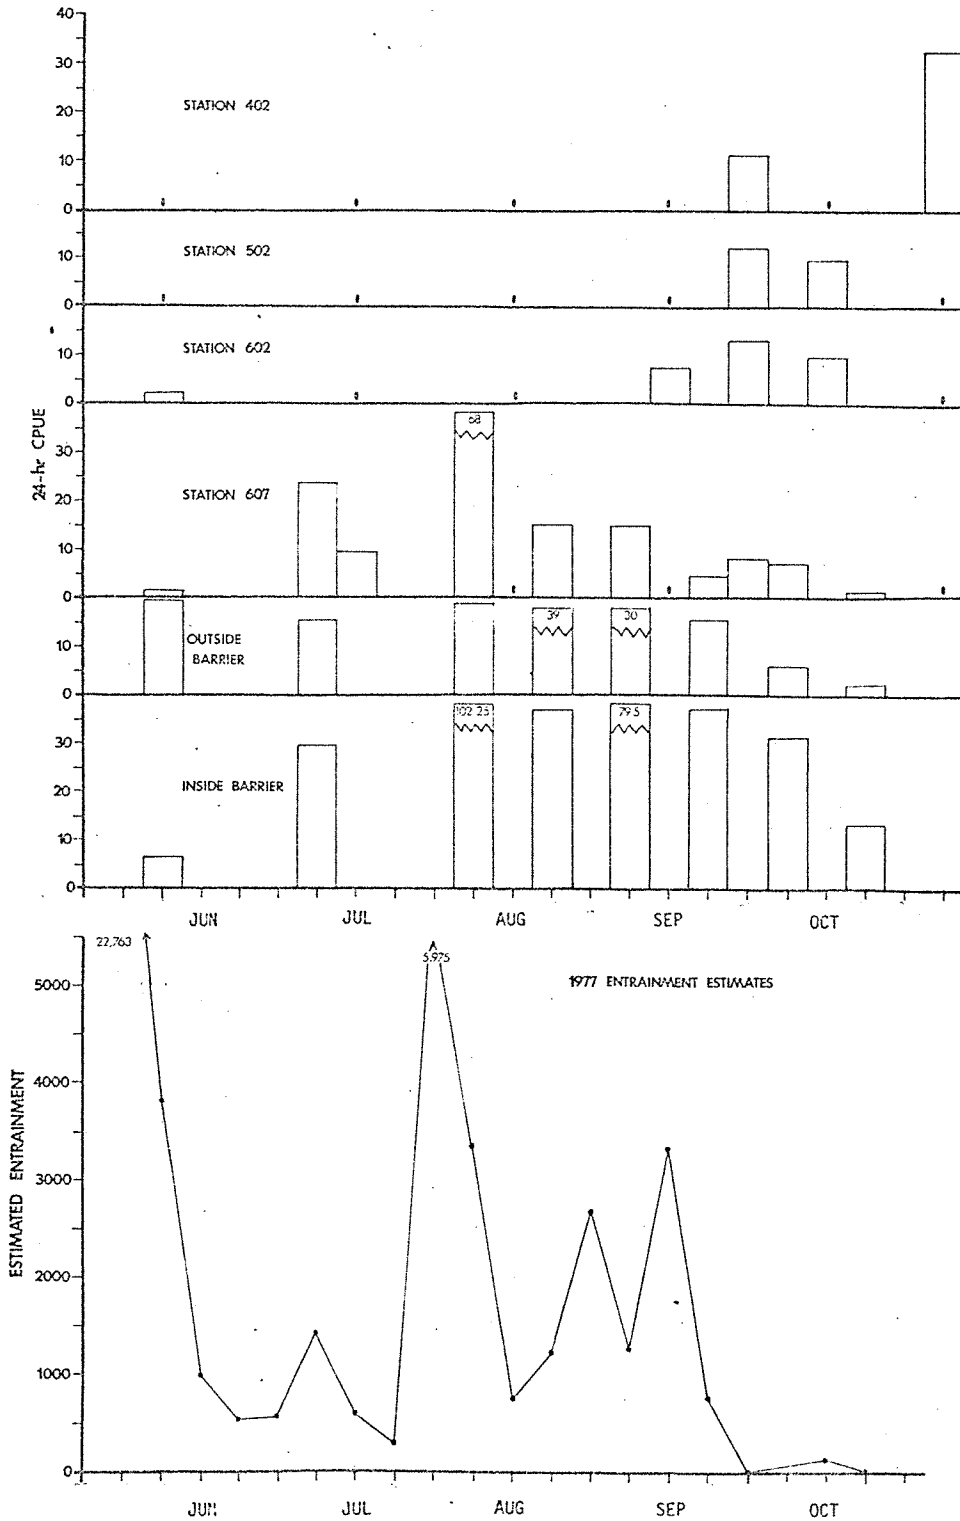 40
30
20
10
0
STATION 402
10
0
STATION 502
10
0
STATION 602
24-hr CPUE
30
20
10
0
STATION 607
68
10
0
OUTSIDE
BARRIER
39
30
30
20
10
0
INSIDE BARRIER
102.25
79.5
JUN
JUL
AUG
SEP
OCT
22,763
5,975
1977 ENTRAINMENT ESTIMATES
ESTIMATED ENTRAINMENT
5000
4000
3000
2000
1000
0
JUN
JUL
AUG
SEP
OCT